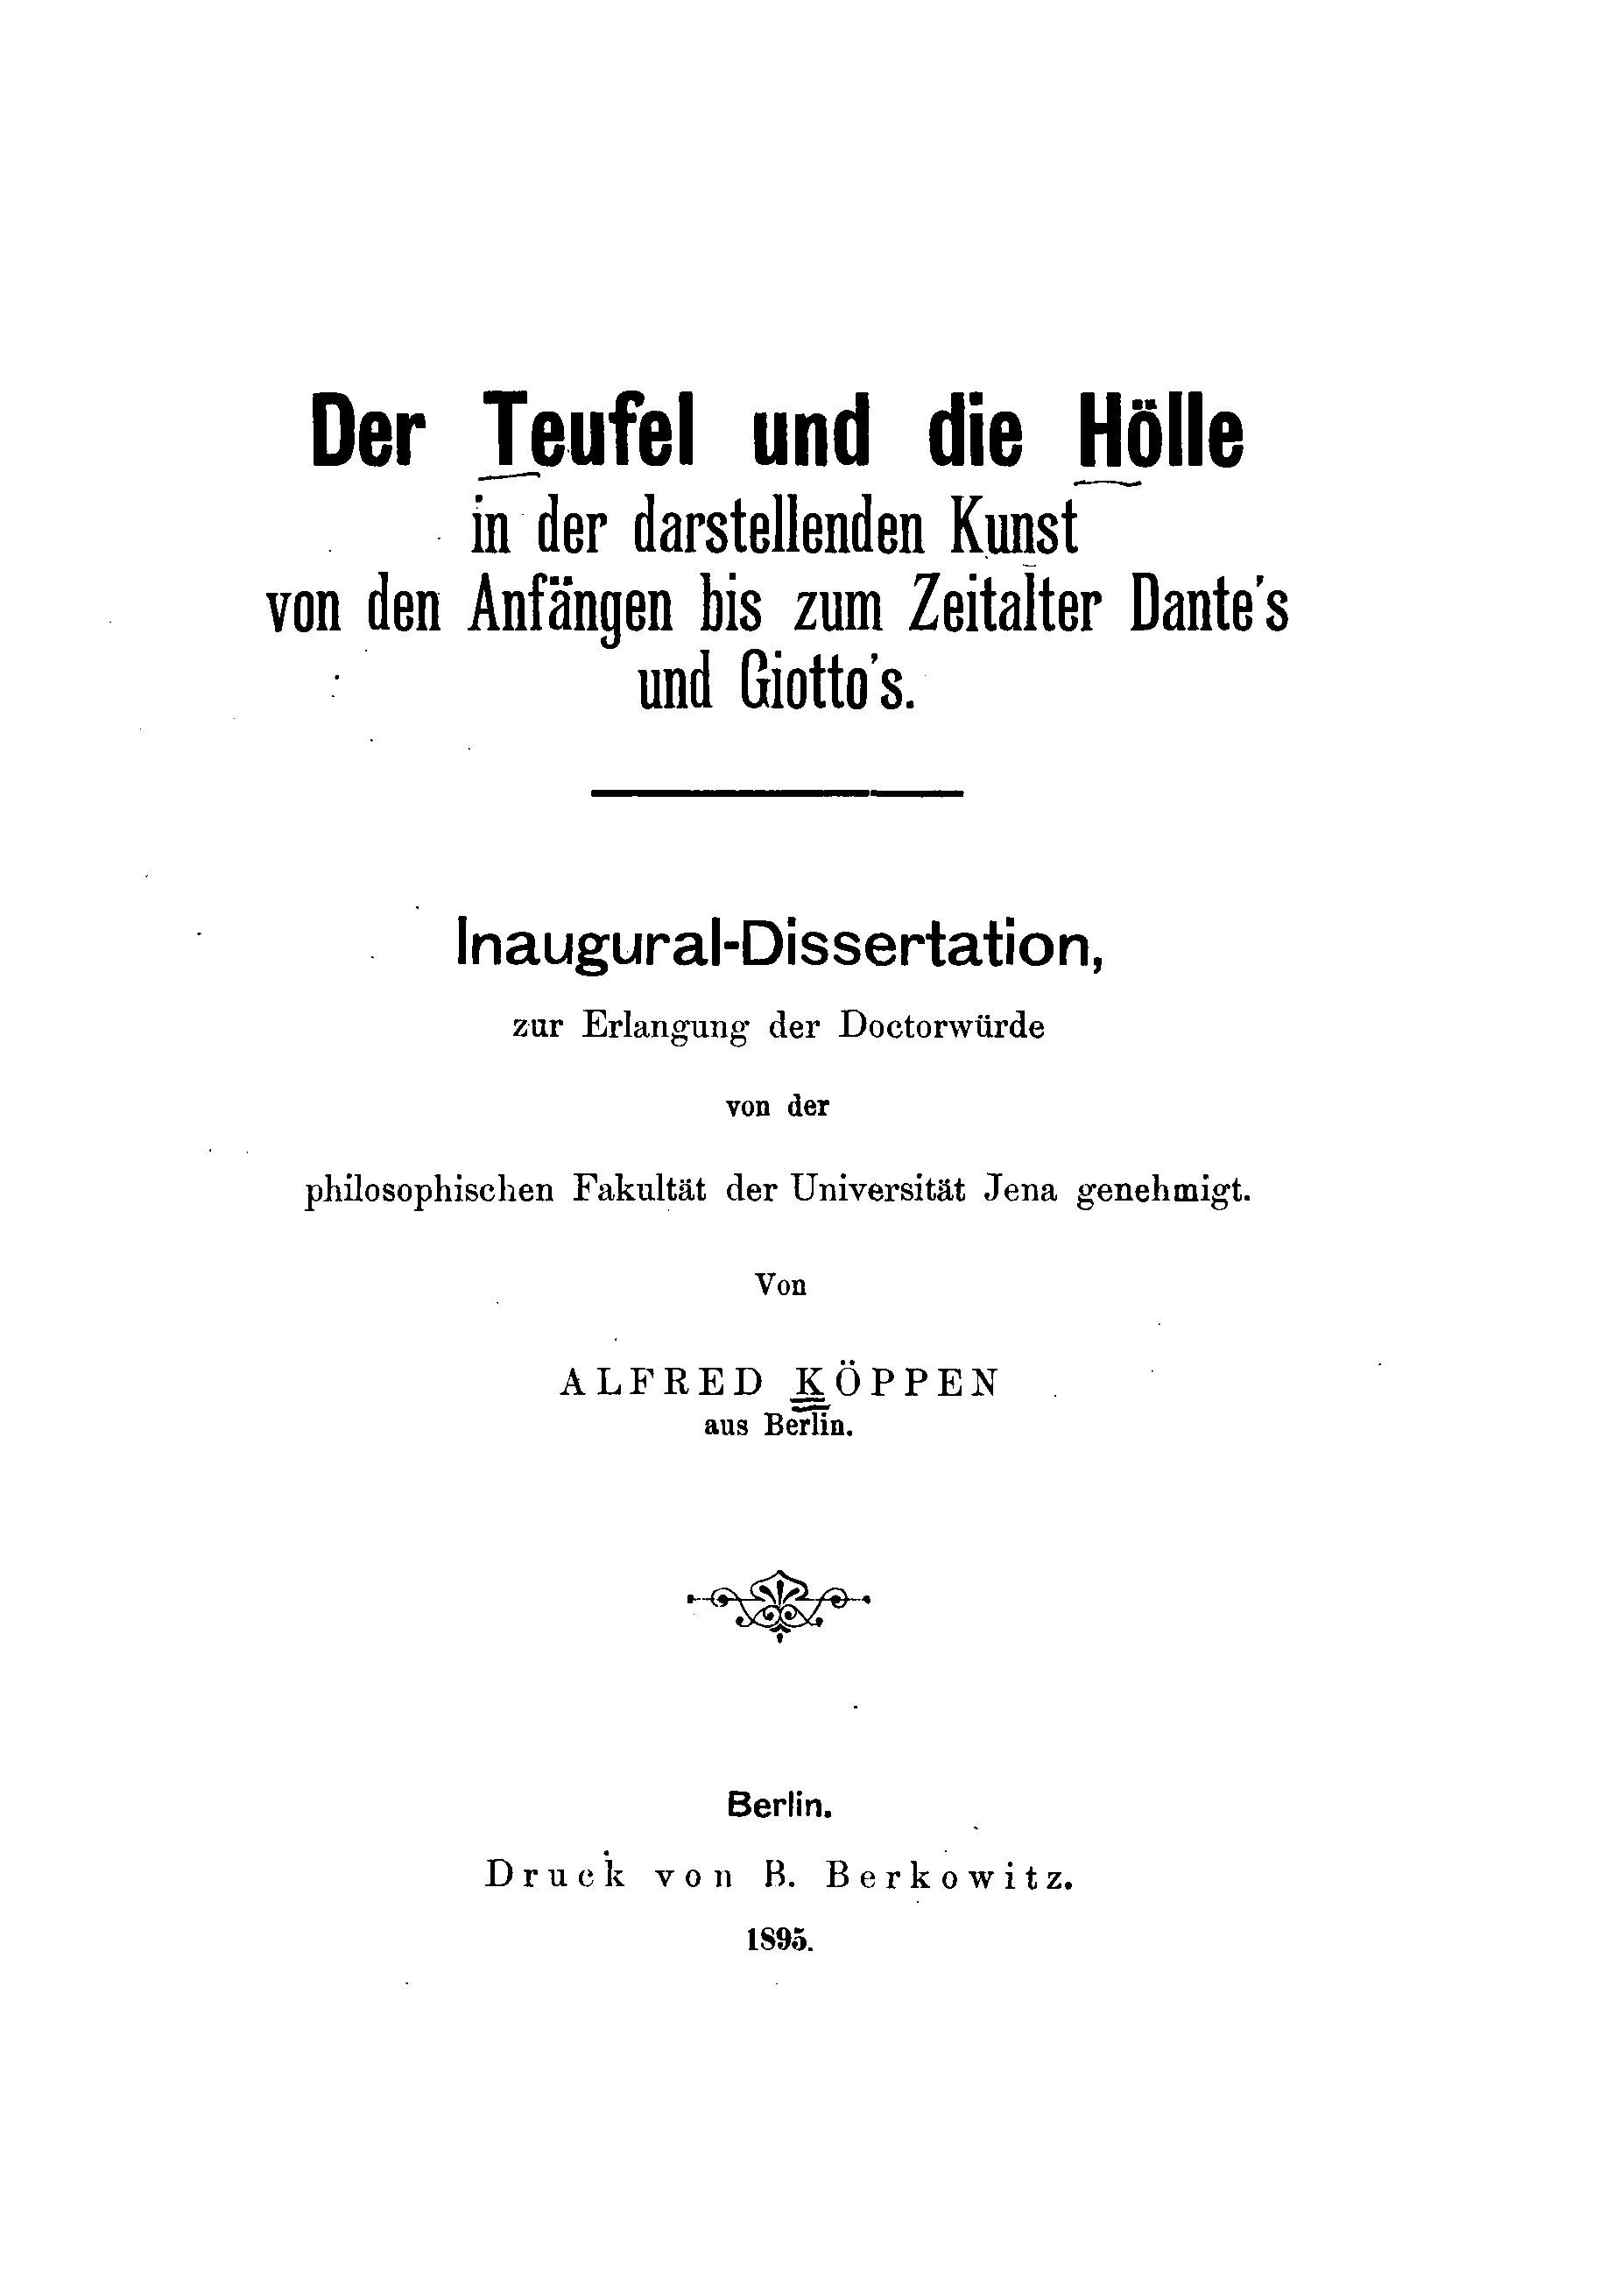 Der Teufel und die Hölle
in der darstellenden Kunst
von den Anfängen bis zum Zeitalter Dante's
und Giotto's.
Inaugural-Dissertation,
zur Erlangung der Doctorwürde
von der
philosophischen Fakultät der Universität Jena genehmigt.
Von
ALFRED KÖPPEN
aus Berlin.
Berlin.
Druck von B. Berkowitz.
1895.